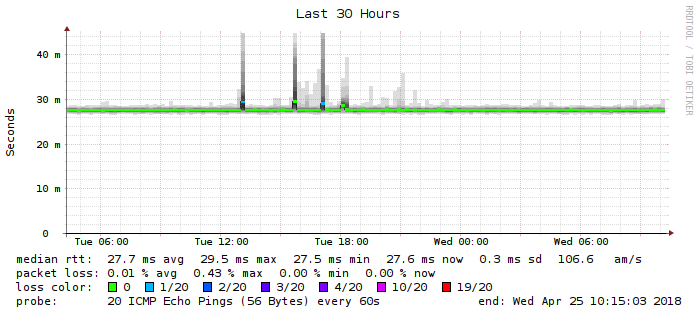 Last 30 Hours
RRDTOOL / TOBI OETIKER
Seconds
40 m
30 m
20 m
10 m
0
Tue 06:00 Tue 12:00 Tue 18:00 Wed 00:00 Wed 06:00
median rtt: 27.7 ms avg 29.5 ms max 27.5 ms min 27.6 ms now 0.3 ms sd 106.6 am/s
packet loss: 0.01 % avg 0.43 % max 0.00 % min 0.00 % now
loss color: 0 1/20 2/20 3/20 4/20 10/20 19/20
probe: 20 ICMP Echo Pings (56 Bytes) every 60s end: Wed Apr 25 10:15:03 2018